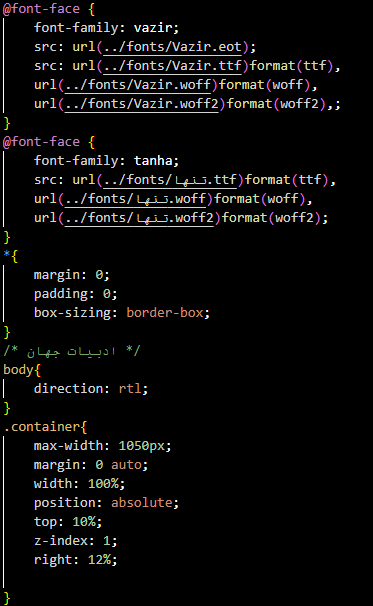 @font-face {
font-family: vazir;
src: url(../fonts/Vazir.eot);
src: url(../fonts/Vazir.ttf)format(ttf),
url(../fonts/Vazir.woff)format(woff),
url(../fonts/Vazir.woff2)format(woff2),;
}
@font-face {
font-family: tanha;
src: url(../fonts/تنها.ttf)format(ttf),
url(../fonts/تنها.woff)format(woff),
url(../fonts/تنها.woff2)format(woff2);
}
*{
margin: 0;
padding: 0;
box-sizing: border-box;
}
/* ادبیات جهان */
body{
direction: rtl;
}
.container{
max-width: 1050px;
margin: 0 auto;
width: 100%;
position: absolute;
top: 10%;
z-index: 1;
right: 12%;
}